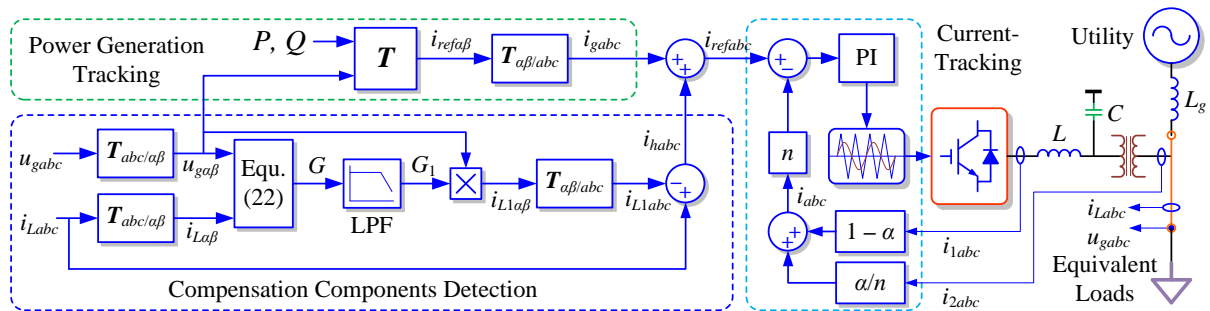 Power Generation
Tracking
P, Q
T
i_refαβ
T_αβ/abc
i_gabc
+
+
i_refabc
+
−
PI
Current-
Tracking
Utility
L_g
C
L
n
i_abc
+
+
1 − α
i_1abc
α/n
i_2abc
i_Labc
u_gabc
Equivalent
Loads
u_gabc
T_abc/αβ
u_gαβ
Equ.
(22)
G
LPF
G_1
i_L1αβ
T_αβ/abc
i_L1abc
−
+
i_habc
i_Labc
T_abc/αβ
i_Lαβ
Compensation Components Detection